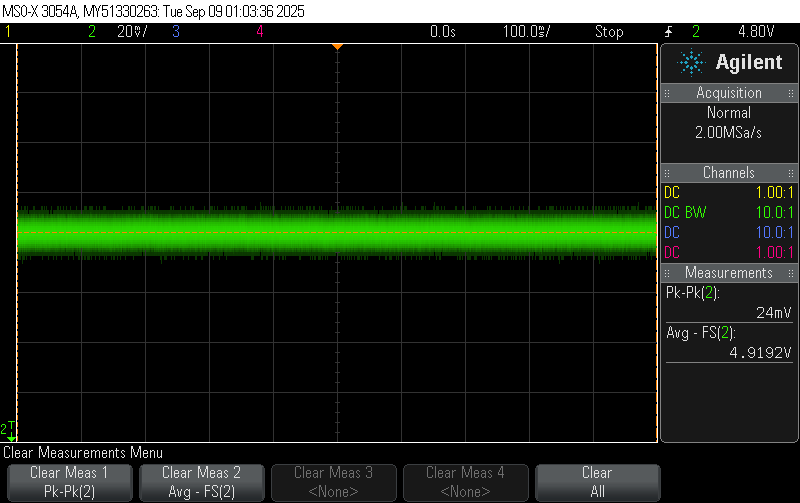 MSO-X 3054A, MY51330263: Tue Sep 09 01:03:36 2025
1 2 20mV/ 3 4 0.0s 100.0ms/ Stop 2 4.80V
Agilent
Acquisition
Normal
2.00MSa/s
Channels
DC 1.00:1
DC BW 10.0:1
DC 10.0:1
DC 1.00:1
Measurements
Pk-Pk(2):
24mV
Avg - FS(2):
4.9192V
2
Clear Measurements Menu
Clear Meas 1
Pk-Pk(2)
Clear Meas 2
Avg - FS(2)
Clear Meas 3
<None>
Clear Meas 4
<None>
Clear
All